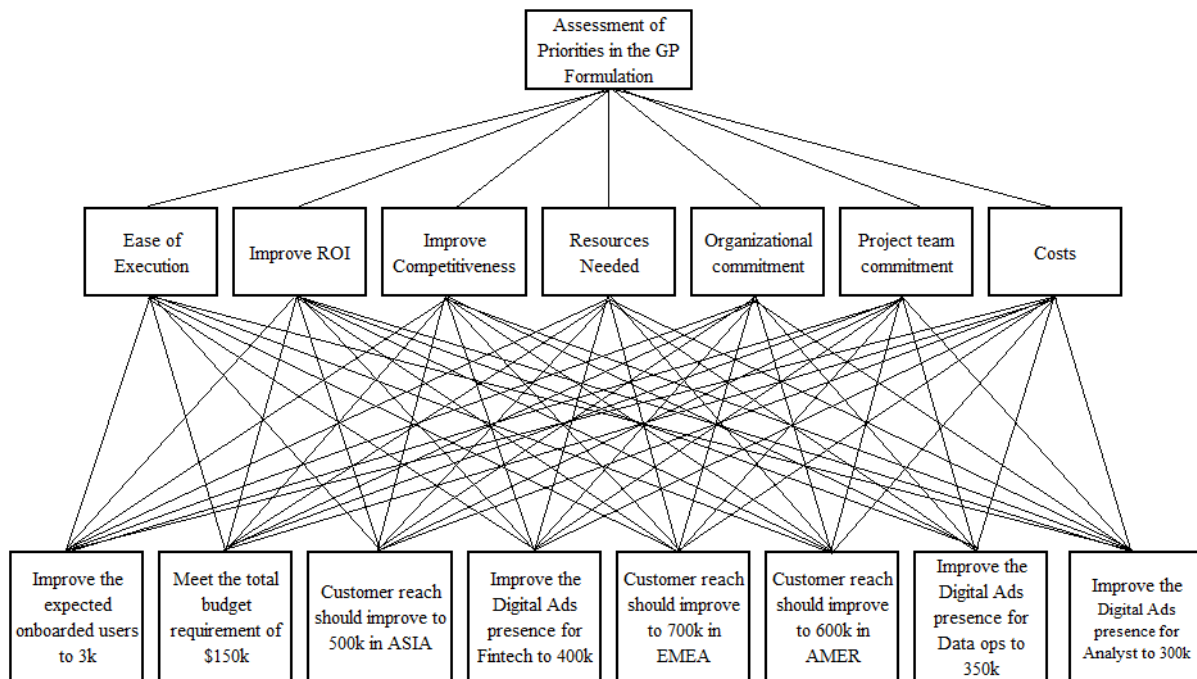 Assessment of
Priorities in the GP
Formulation
Ease of
Execution
Improve ROI
Improve
Competitiveness
Resources
Needed
Organizational
commitment
Project team
commitment
Costs
Improve the
expected
onboarded users
to 3k
Meet the total
budget
requirement of
$150k
Customer reach
should improve to
500k in ASIA
Improve the
Digital Ads
presence for
Fintech to 400k
Customer reach
should improve
to 700k in
EMEA
Customer reach
should improve
to 600k in
AMER
Improve the
Digital Ads
presence for
Data ops to
350k
Improve the
Digital Ads
presence for
Analyst to 300k